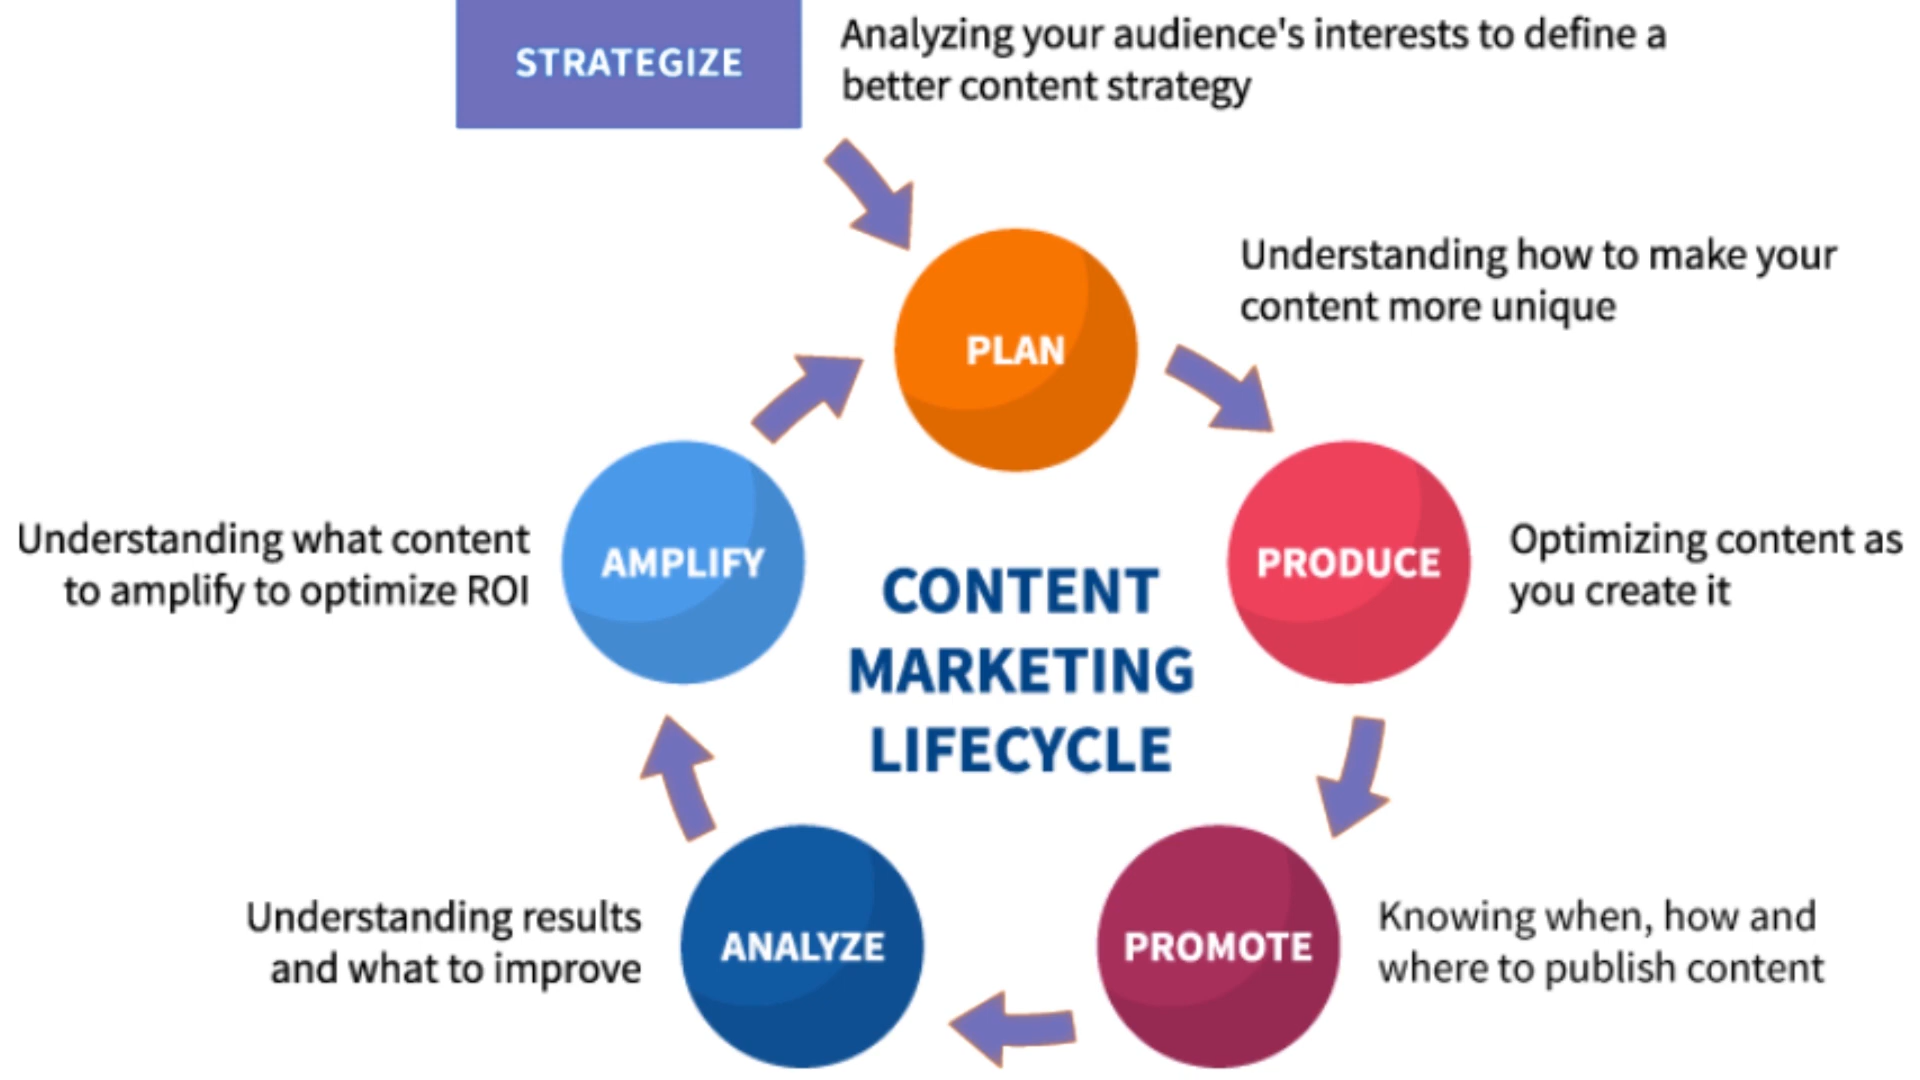 STRATEGIZE
Analyzing your audience's interests to define a
better content strategy
PLAN
Understanding how to make your
content more unique
PRODUCE
Optimizing content as
you create it
PROMOTE
Knowing when, how and
where to publish content
ANALYZE
Understanding results
and what to improve
AMPLIFY
Understanding what content
to amplify to optimize ROI
CONTENT
MARKETING
LIFECYCLE